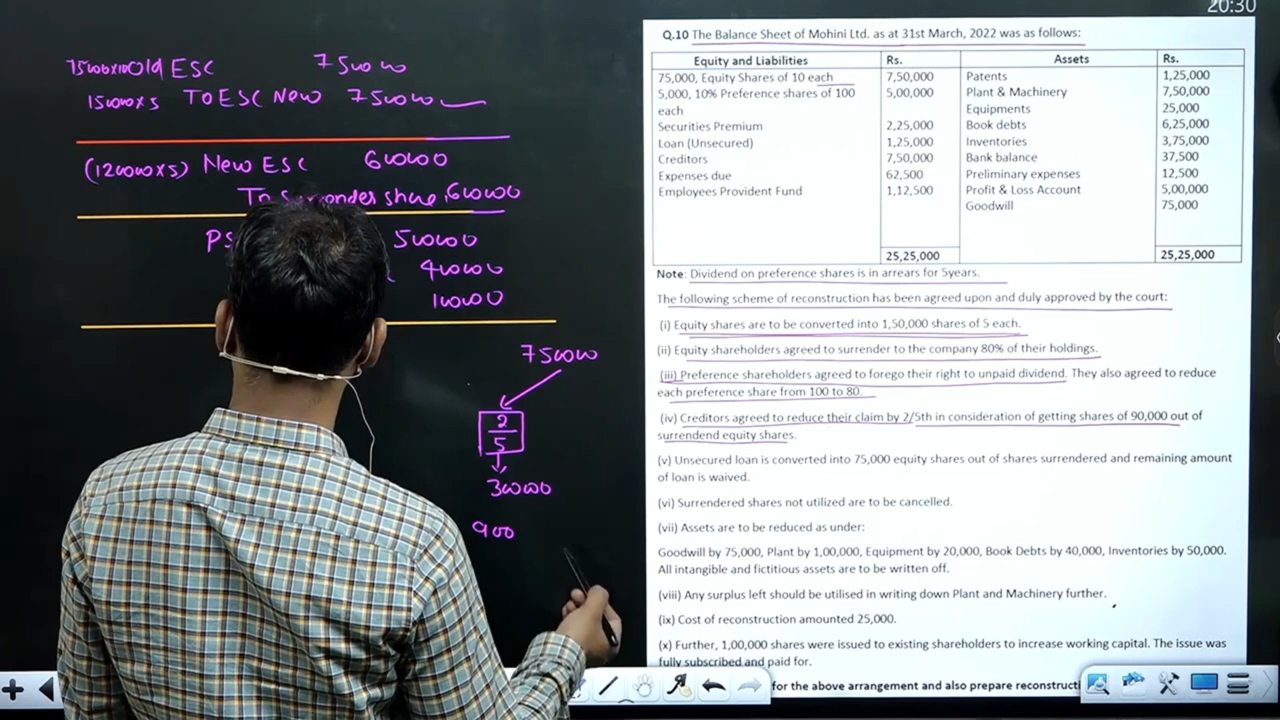 20:30
75000x10 Old ESC 750000
150000x5 To ESC New 750000
(120000x5) New ESC 600000
To Surrender share 600000
PS 500000
400000
100000
750000
2
5
300000
900
Q.10 The Balance Sheet of Mohini Ltd. as at 31st March, 2022 was as follows:
Equity and Liabilities Rs. Assets Rs.
75,000, Equity Shares of 10 each 7,50,000 Patents 1,25,000
5,000, 10% Preference shares of 100 5,00,000 Plant & Machinery 7,50,000
each Equipments 25,000
Securities Premium 2,25,000 Book debts 6,25,000
Loan (Unsecured) 1,25,000 Inventories 3,75,000
Creditors 7,50,000 Bank balance 37,500
Expenses due 62,500 Preliminary expenses 12,500
Employees Provident Fund 1,12,500 Profit & Loss Account 5,00,000
Goodwill 75,000
25,25,000 25,25,000
Note: Dividend on preference shares is in arrears for 5years.
The following scheme of reconstruction has been agreed upon and duly approved by the court:
(i) Equity shares are to be converted into 1,50,000 shares of 5 each.
(ii) Equity shareholders agreed to surrender to the company 80% of their holdings.
(iii) Preference shareholders agreed to forego their right to unpaid dividend. They also agreed to reduce
each preference share from 100 to 80.
(iv) Creditors agreed to reduce their claim by 2/5th in consideration of getting shares of 90,000 out of
surrendend equity shares.
(v) Unsecured loan is converted into 75,000 equity shares out of shares surrendered and remaining amount
of loan is waived.
(vi) Surrendered shares not utilized are to be cancelled.
(vii) Assets are to be reduced as under:
Goodwill by 75,000, Plant by 1,00,000, Equipment by 20,000, Book Debts by 40,000, Inventories by 50,000.
All intangible and fictitious assets are to be written off.
(viii) Any surplus left should be utilised in writing down Plant and Machinery further.
(ix) Cost of reconstruction amounted 25,000.
(x) Further, 1,00,000 shares were issued to existing shareholders to increase working capital. The issue was
fully subscribed and paid for.
for the above arrangement and also prepare reconstructi